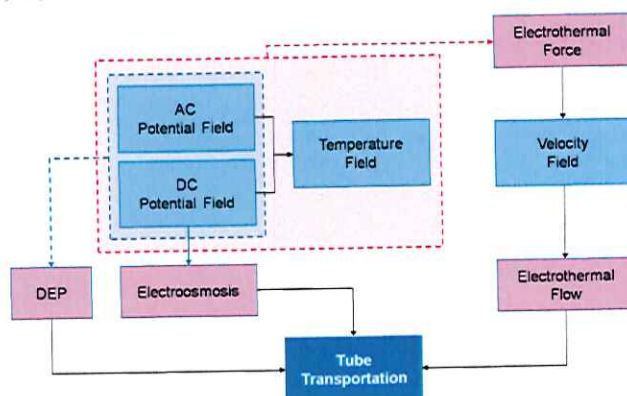 Electrothermal
Force
AC
Potential Field
Temperature
Field
Velocity
Field
DC
Potential Field
DEP
Electroosmosis
Electrothermal
Flow
Tube
Transportation